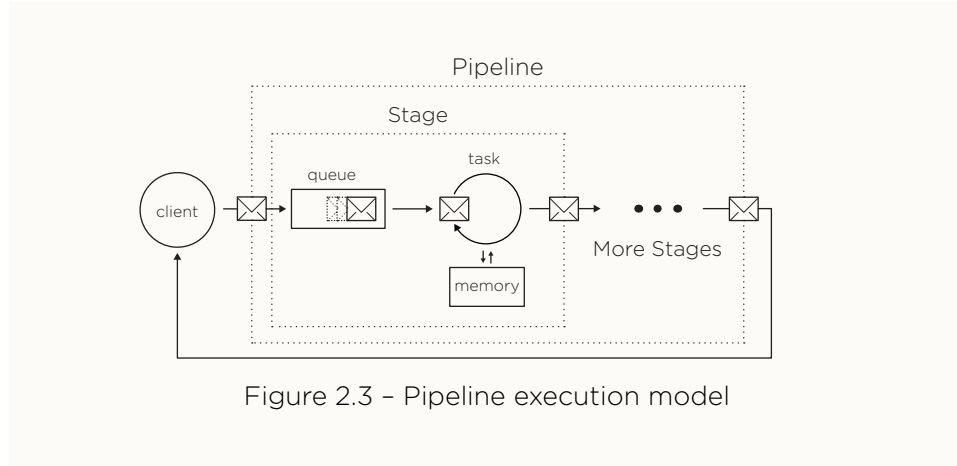 Pipeline
Stage
task
queue
client
More Stages
memory
Figure 2.3 – Pipeline execution model